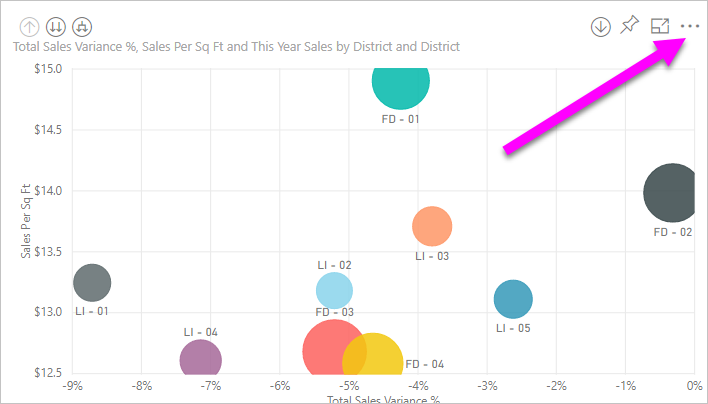 Total Sales Variance %, Sales Per Sq Ft and This Year Sales by District and District
$15.0
FD - 01
$14.5
$14.0
FD - 02
Sales Per Sq Ft
$13.5
LI - 03
LI - 02
LI - 01
$13.0
FD - 03
LI - 05
LI - 04
FD - 04
$12.5
-9%
-8%
-7%
-6%
-5%
-4%
-3%
-2%
-1%
0%
Total Sales Variance %